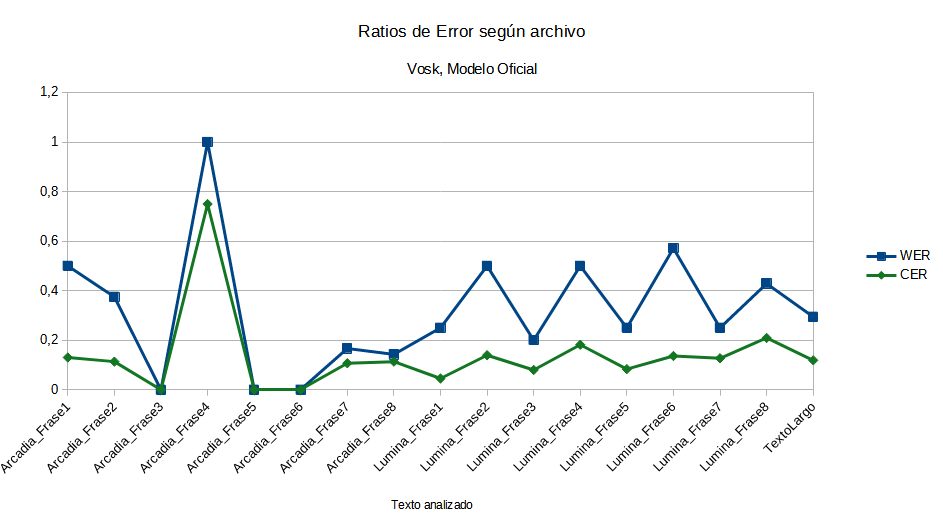 Ratios de Error según archivo
Vosk, Modelo Oficial
1,2
1
0,8
0,6
0,4
0,2
0
WER
CER
Arcadia_Frase1
Arcadia_Frase2
Arcadia_Frase3
Arcadia_Frase4
Arcadia_Frase5
Arcadia_Frase6
Arcadia_Frase7
Arcadia_Frase8
Lumina_Frase1
Lumina_Frase2
Lumina_Frase3
Lumina_Frase4
Lumina_Frase5
Lumina_Frase6
Lumina_Frase7
Lumina_Frase8
TextoLargo
Texto analizado